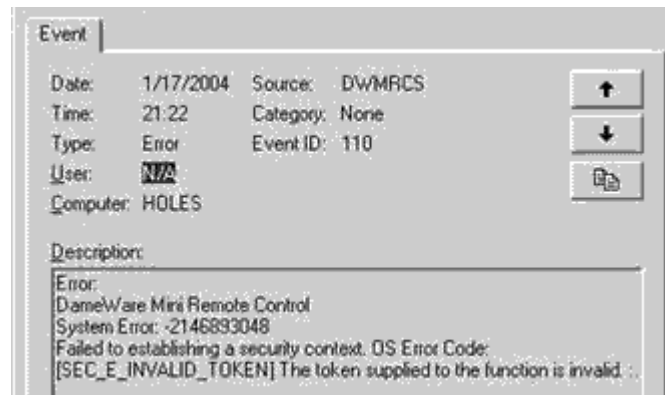 Event
Date: 1/17/2004 Source: DWMRCS
Time: 21:22 Category: None
Type: Error Event ID: 110
User: N/A
Computer: HOLES
Description:
Error:
DameWare Mini Remote Control
System Error: -2146893048
Failed to establishing a security context. OS Error Code:
[SEC_E_INVALID_TOKEN] The token supplied to the function is invalid :.